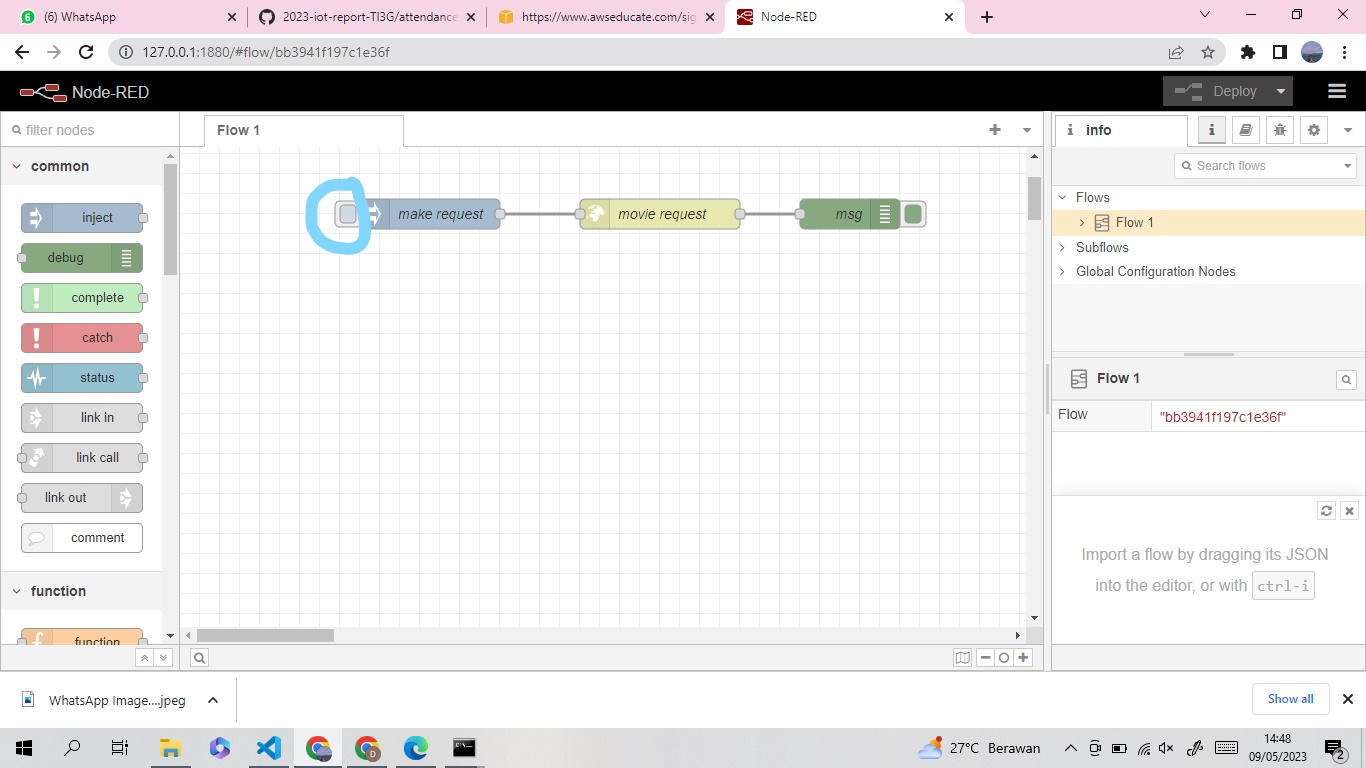 6
(6) WhatsApp
2023-iot-report-TI3G/attendance
https://www.awseducate.com/sig
Node-RED
127.0.0.1:1880/#flow/bb3941f197c1e36f
Node-RED
Deploy
filter nodes
Flow 1
i info
i
Search flows
common
inject
debug
complete
catch
status
link in
link call
link out
comment
function
function
make request
movie request
msg
Flows
Flow 1
Subflows
Global Configuration Nodes
Flow 1
Flow
"bb3941f197c1e36f"
Import a flow by dragging its JSON
into the editor, or with ctrl-i
WhatsApp Image....jpeg
Show all
D
27°C Berawan
14:48
09/05/2023
2